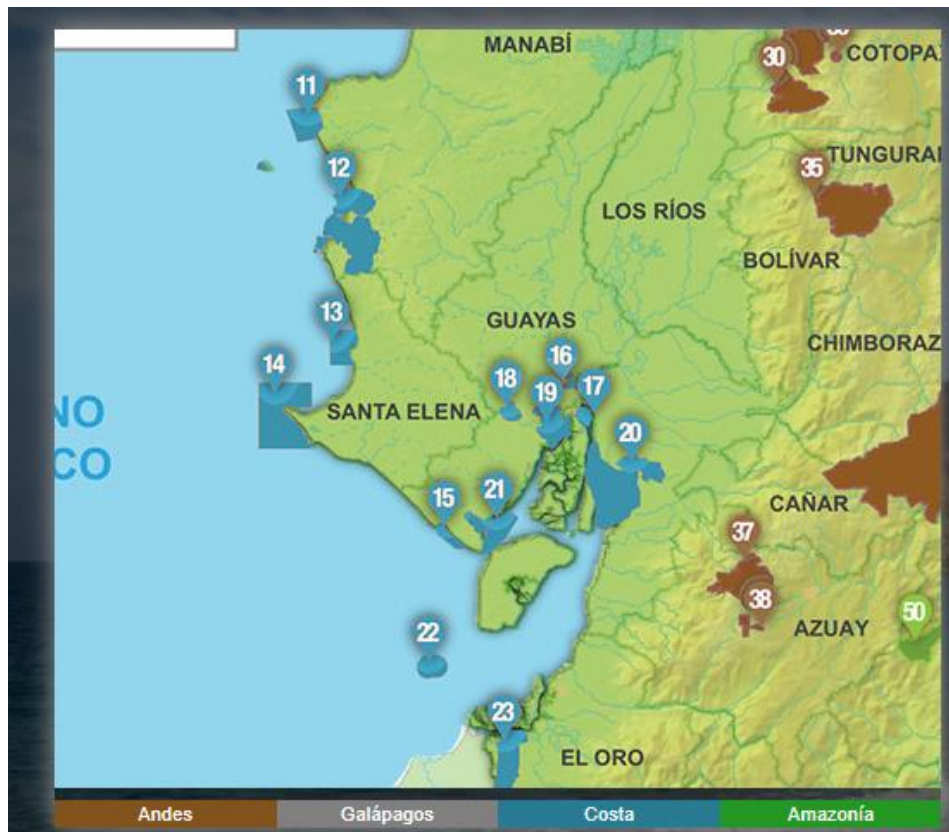 MANABÍ
30
COTOPA
11
12
TUNGURA
35
LOS RÍOS
BOLÍVAR
13
GUAYAS
CHIMBORAZ
14
16
18
17
NO
CO
SANTA ELENA
19
20
15
21
CAÑAR
37
38
50
22
AZUAY
23
EL ORO
Andes
Galápagos
Costa
Amazonía